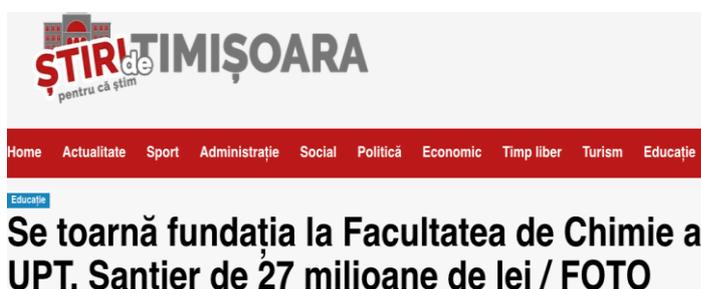 ȘTIRI de TIMIȘOARA
pentru că știm
Home Actualitate Sport Administrație Social Politică Economic Timp liber Turism Educație
Educație
Se toarnă fundația la Facultatea de Chimie a
UPT. Șantier de 27 milioane de lei / FOTO